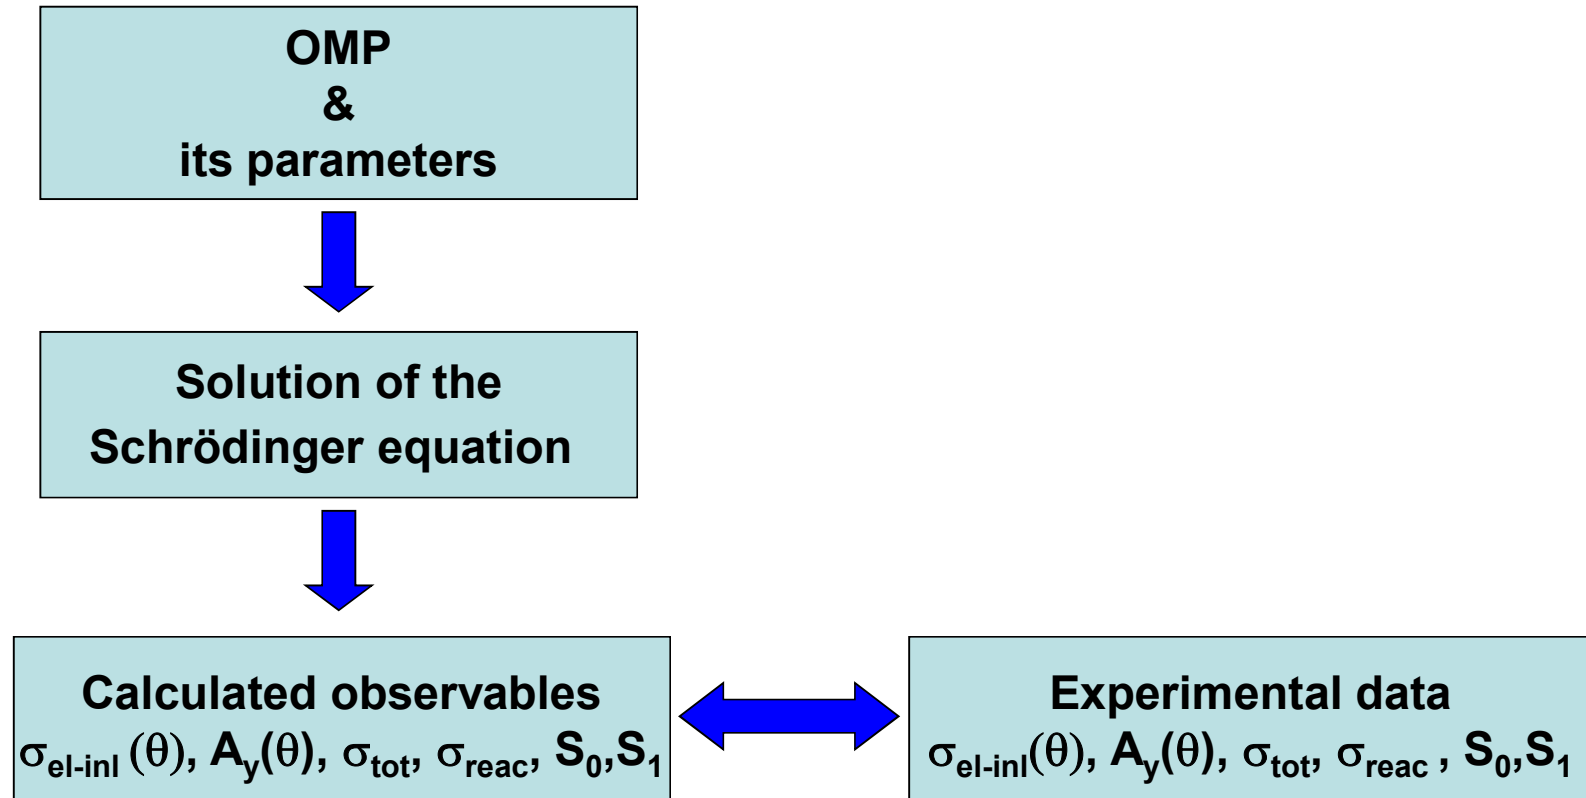 OMP
&
its parameters
Solution of the
Schrödinger equation
Calculated observables
σel-inl (θ), Ay(θ), σtot, σreac, S0,S1
Experimental data
σel-inl(θ), Ay(θ), σtot, σreac , S0,S1